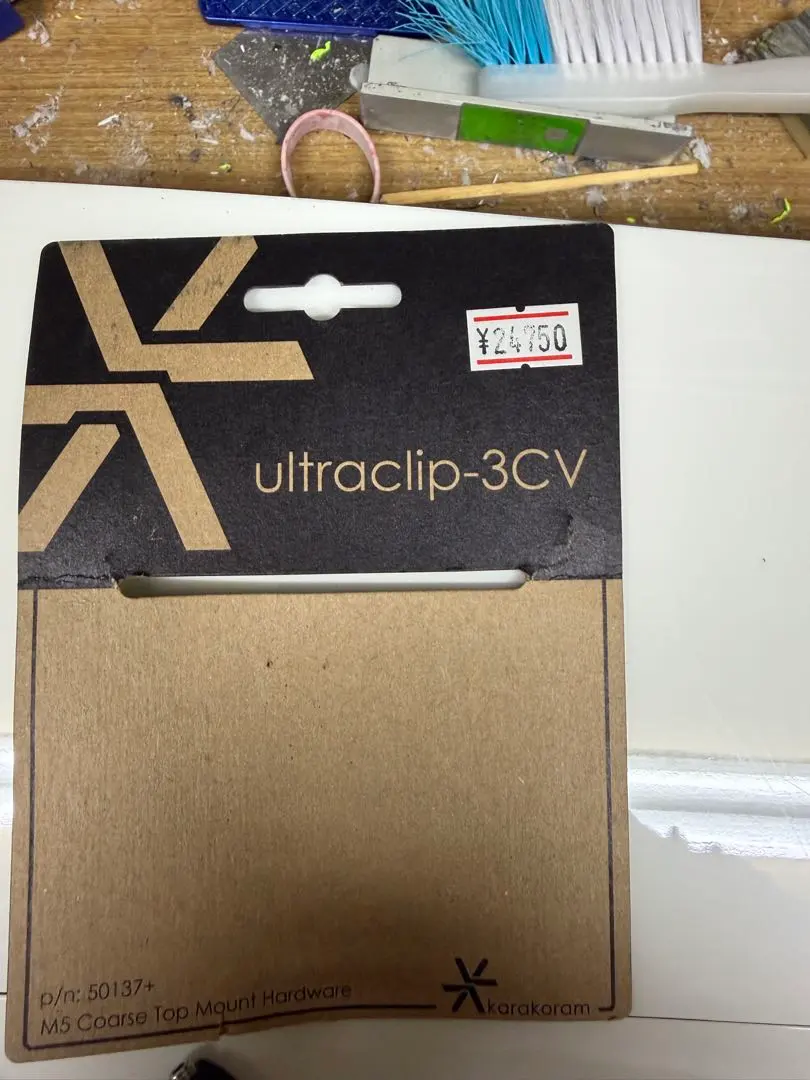 ¥24750
ultraclip-3CV
p/n: 50137+
M5 Coarse Top Mount Hardware
karakoram